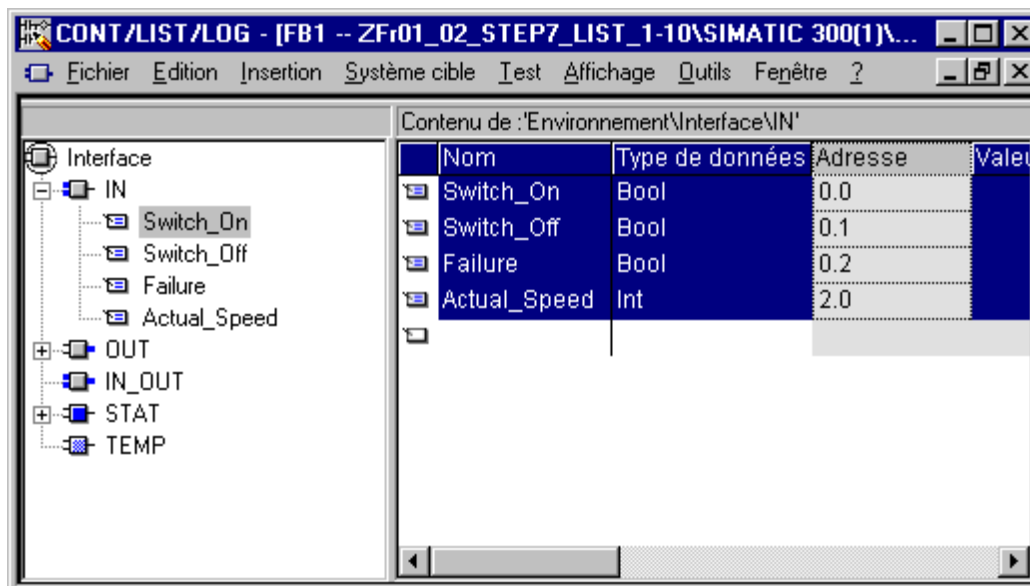 CONT/LIST/LOG - [FB1 -- ZFr01_02_STEP7_LIST_1-10\SIMATIC 300(1)\...
Fichier Edition Insertion Système cible Test Affichage Outils Fenêtre ?
Contenu de :'Environnement\Interface\IN'
Interface
IN
Switch_On
Switch_Off
Failure
Actual_Speed
OUT
IN_OUT
STAT
TEMP
Nom Type de données Adresse Valeu
Switch_On Bool 0.0
Switch_Off Bool 0.1
Failure Bool 0.2
Actual_Speed Int 2.0